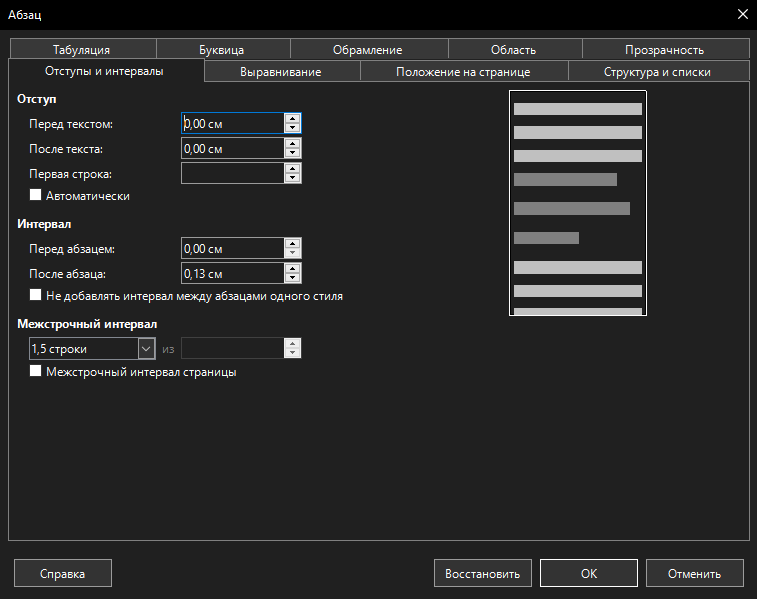 Абзац
Табуляция Буквица Обрамление Область Прозрачность
Отступы и интервалы Выравнивание Положение на странице Структура и списки
Отступ
Перед текстом: 0,00 см
После текста: 0,00 см
Первая строка:
Автоматически
Интервал
Перед абзацем: 0,00 см
После абзаца: 0,13 см
Не добавлять интервал между абзацами одного стиля
Межстрочный интервал
1,5 строки из
Межстрочный интервал страницы
Справка Восстановить ОК Отменить